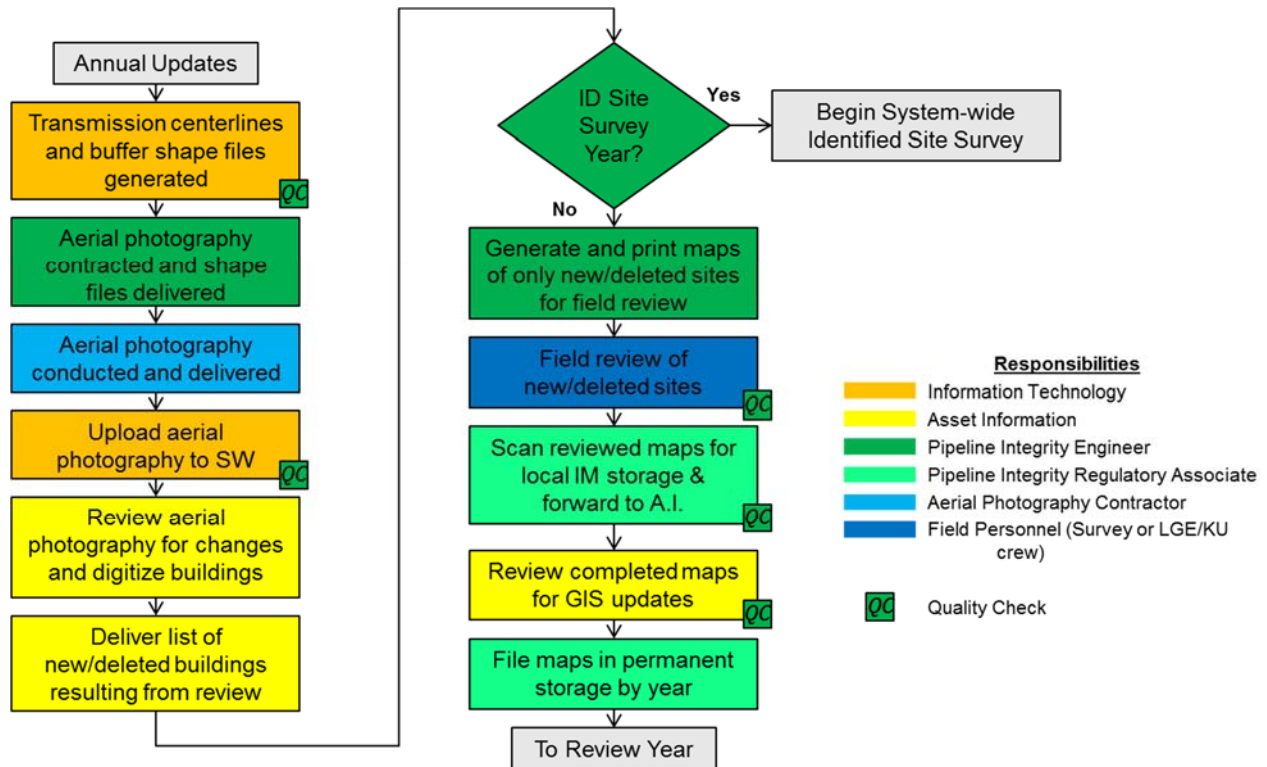 Annual Updates
Transmission centerlines
and buffer shape files
generated
QC
Aerial photography
contracted and shape
files delivered
Aerial photography
conducted and delivered
Upload aerial
photography to SW
QC
Review aerial
photography for changes
and digitize buildings
Deliver list of
new/deleted buildings
resulting from review
ID Site
Survey
Year?
Yes
Begin System-wide
Identified Site Survey
No
Generate and print maps
of only new/deleted sites
for field review
Field review of
new/deleted sites
QC
Scan reviewed maps for
local IM storage &
forward to A.I.
QC
Review completed maps
for GIS updates
QC
File maps in permanent
storage by year
To Review Year
Responsibilities
Information Technology
Asset Information
Pipeline Integrity Engineer
Pipeline Integrity Regulatory Associate
Aerial Photography Contractor
Field Personnel (Survey or LGE/KU
crew)
QC
Quality Check